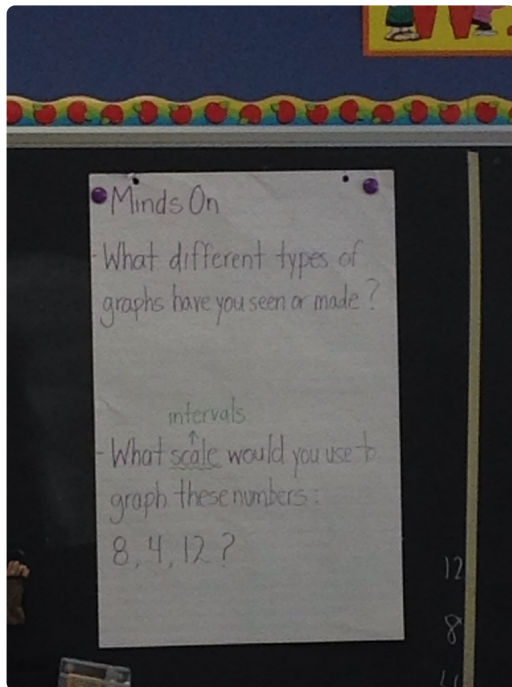 Minds On
- What different types of
graphs have you seen or made?
intervals
- What scale would you use to
graph these numbers:
8, 4, 12?
12
8
4